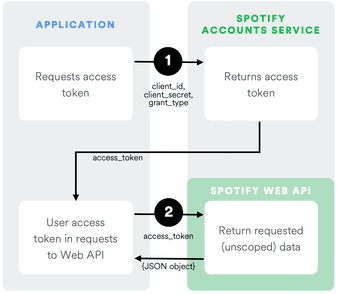 APPLICATION
SPOTIFY
ACCOUNTS SERVICE
Requests access
token
1
client_id,
client_secret,
grant_type
Returns access
token
access_token
SPOTIFY WEB API
User access
token in requests
to Web API
2
access_token
Return requested
(unscoped) data
{JSON object}